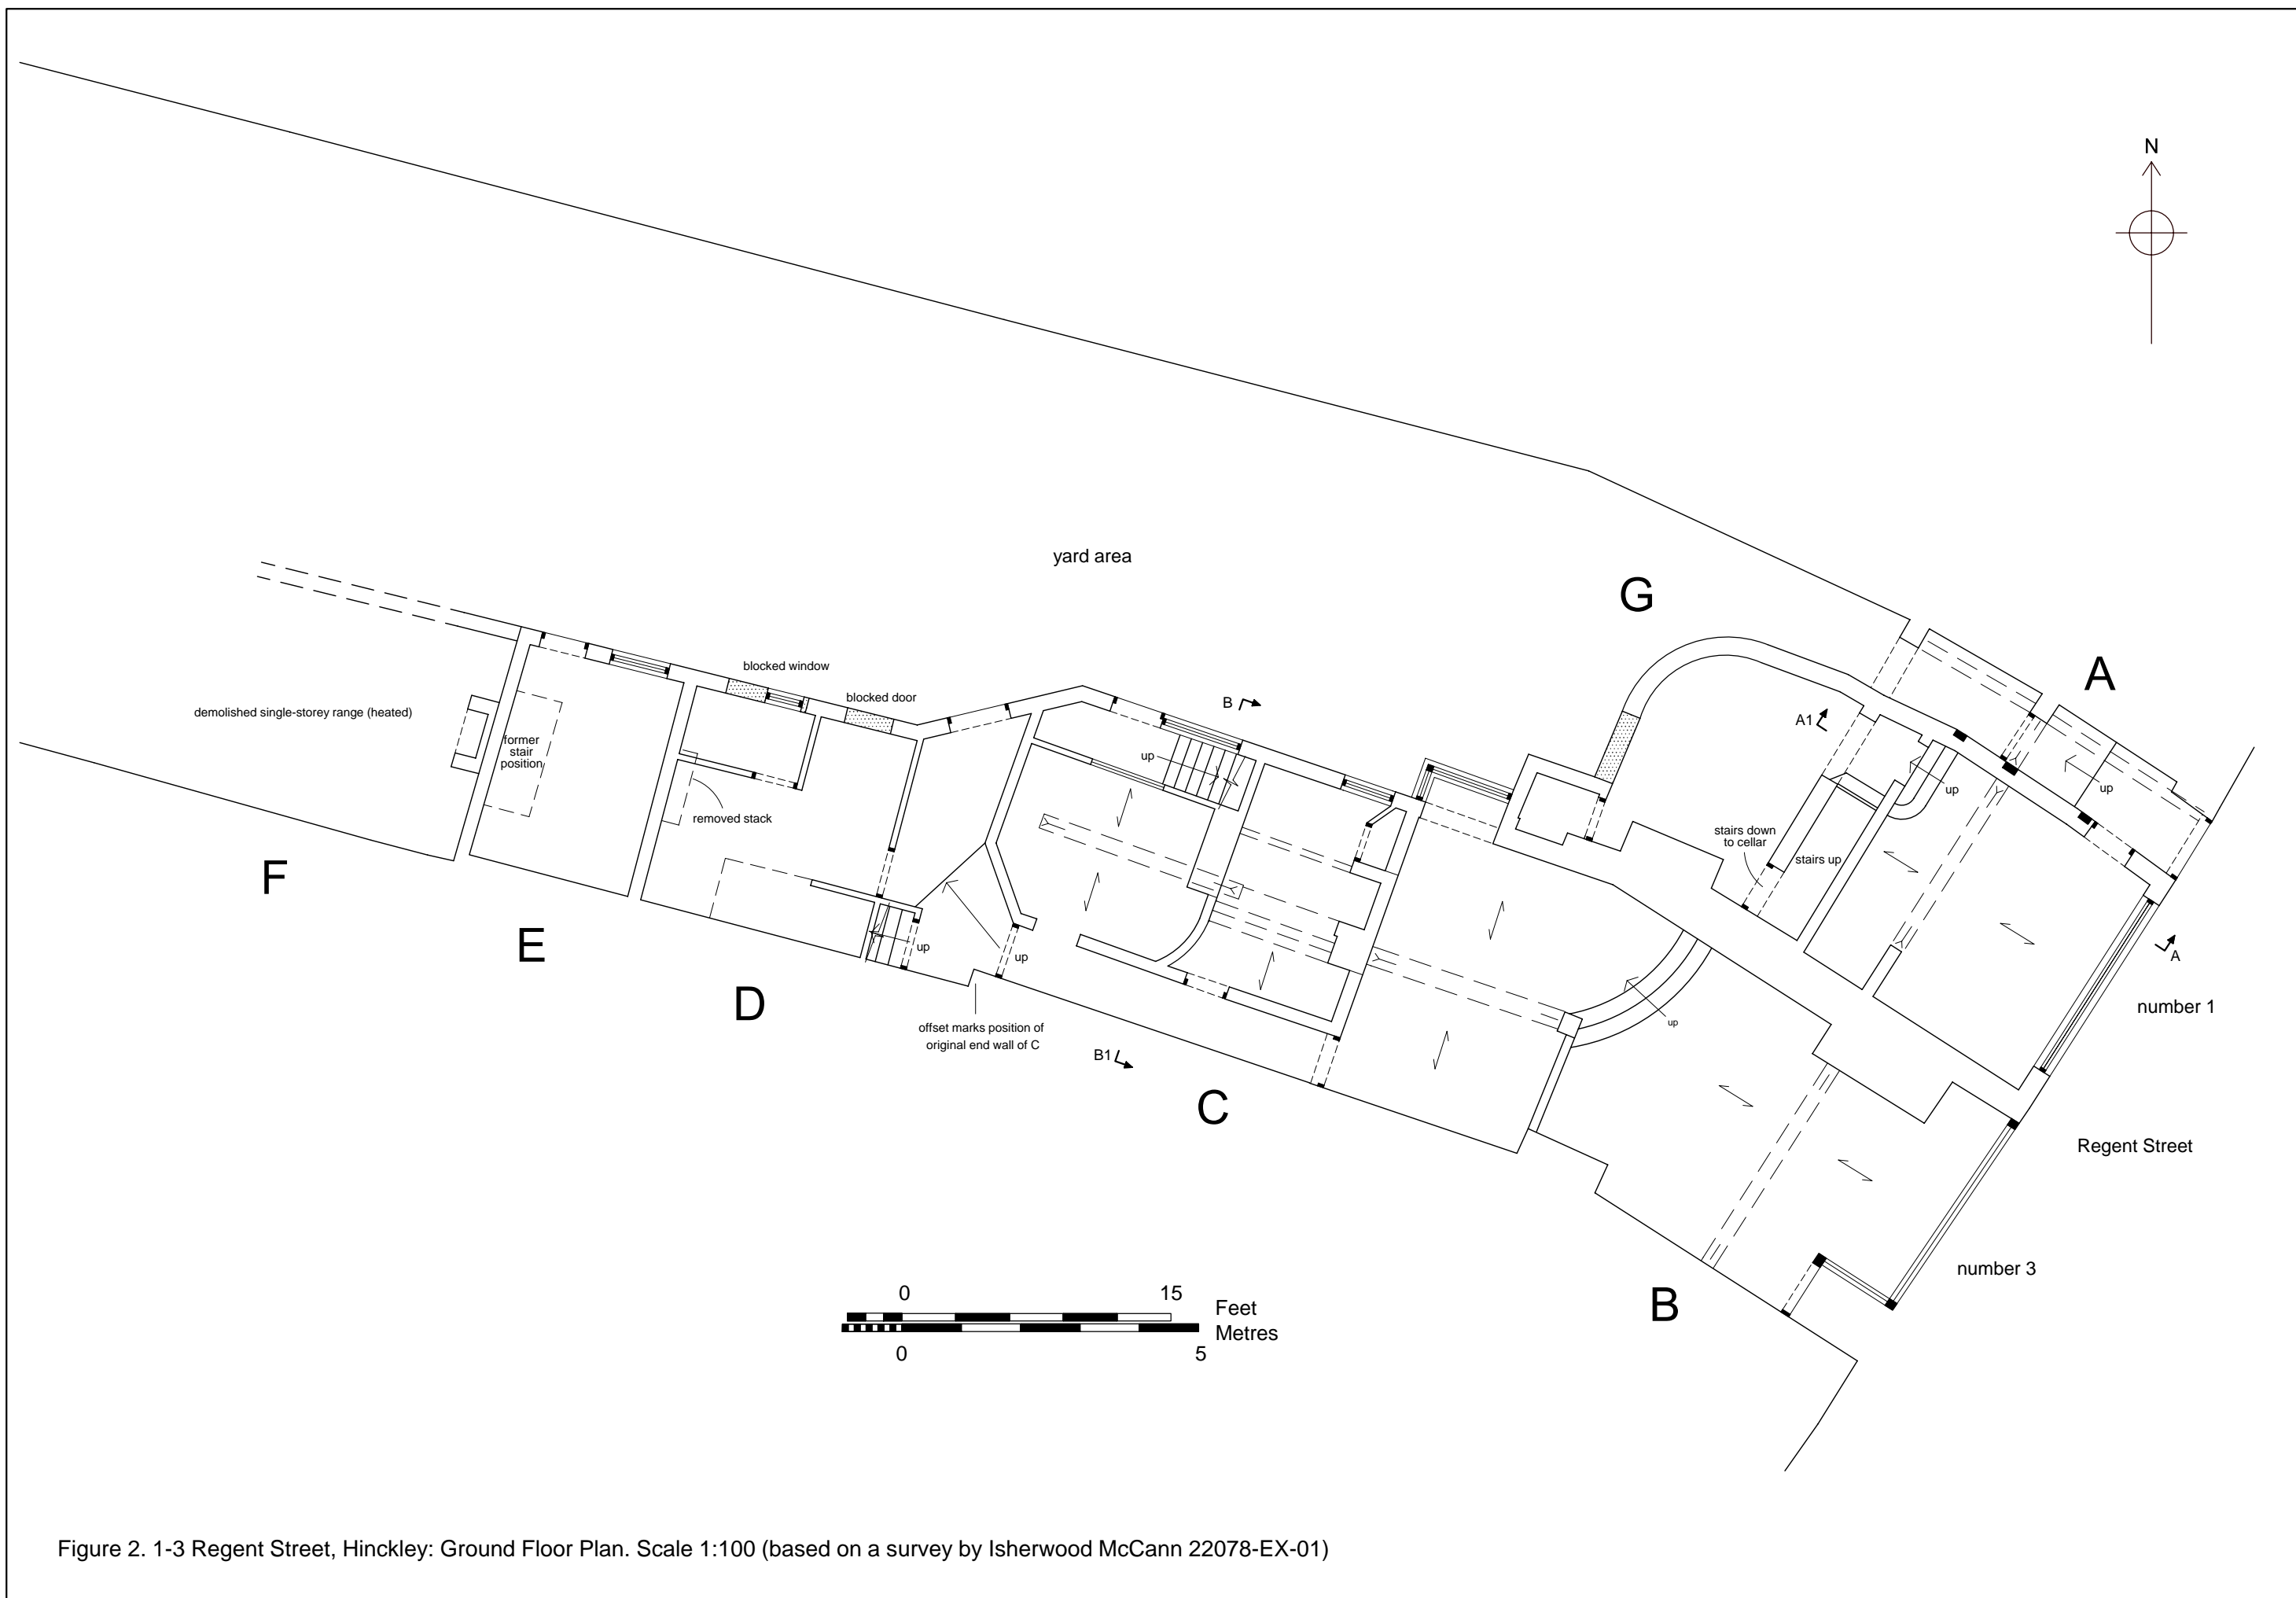 N
yard area
G
A
blocked window
blocked door
demolished single-storey range (heated)
former
stair
position
removed stack
B
A1
up
up
up
stairs down
to cellar
stairs up
F
E
D
up
up
offset marks position of
original end wall of C
B1
C
up
A
number 1
Regent Street
number 3
B
0
15
Feet
Metres
0
5
Figure 2. 1-3 Regent Street, Hinckley: Ground Floor Plan. Scale 1:100 (based on a survey by Isherwood McCann 22078-EX-01)